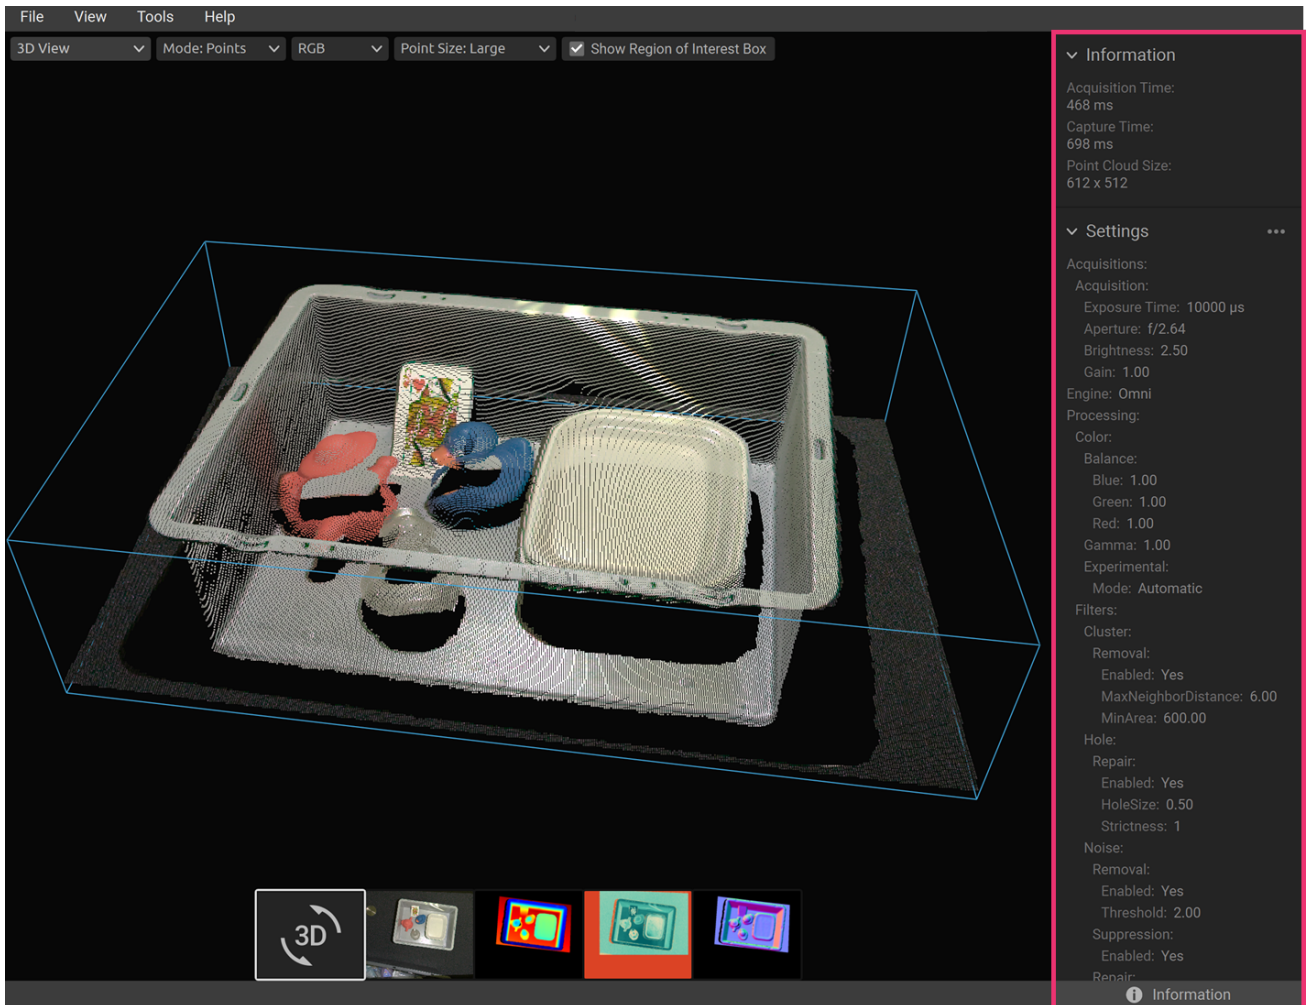 File View Tools Help
3D View Mode: Points RGB Point Size: Large Show Region of Interest Box
Information
Acquisition Time:
468 ms
Capture Time:
698 ms
Point Cloud Size:
612 x 512
Settings
Acquisitions:
Acquisition:
Exposure Time: 10000 µs
Aperture: f/2.64
Brightness: 2.50
Gain: 1.00
Engine: Omni
Processing:
Color:
Balance:
Blue: 1.00
Green: 1.00
Red: 1.00
Gamma: 1.00
Experimental:
Mode: Automatic
Filters:
Cluster:
Removal:
Enabled: Yes
MaxNeighborDistance: 6.00
MinArea: 600.00
Hole:
Repair:
Enabled: Yes
HoleSize: 0.50
Strictness: 1
Noise:
Removal:
Enabled: Yes
Threshold: 2.00
Suppression:
Enabled: Yes
Repair:
3D
Information